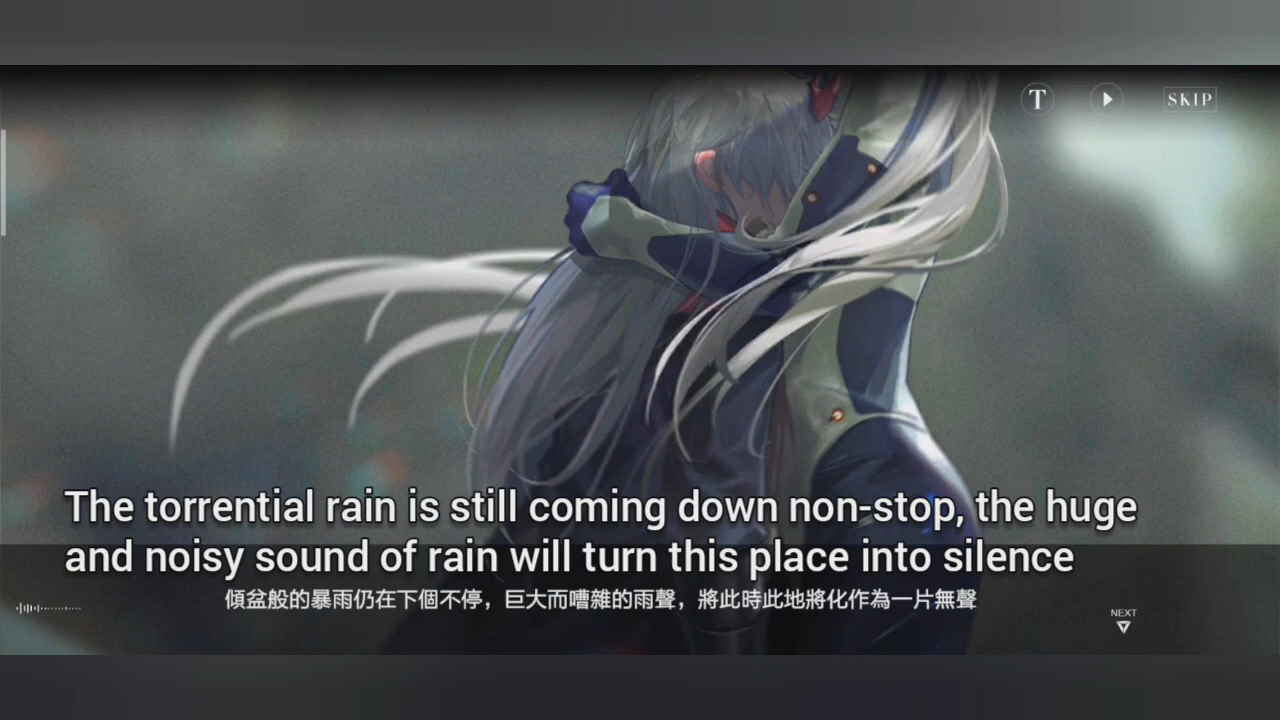 T
SKIP
The torrential rain is still coming down non-stop, the huge
and noisy sound of rain will turn this place into silence
傾盆般的暴雨仍在下個不停，巨大而嘈雜的雨聲，將此時此地將化作為一片無聲
NEXT